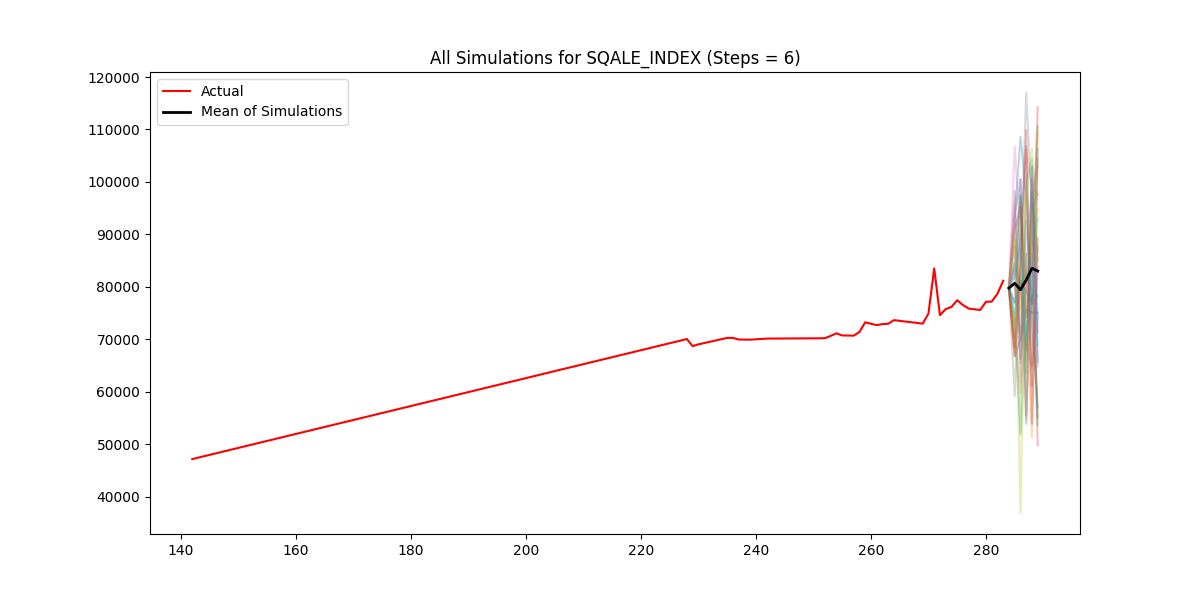 All Simulations for SQALE_INDEX (Steps = 6)
Actual
Mean of Simulations
120000
110000
100000
90000
80000
70000
60000
50000
40000
140 160 180 200 220 240 260 280